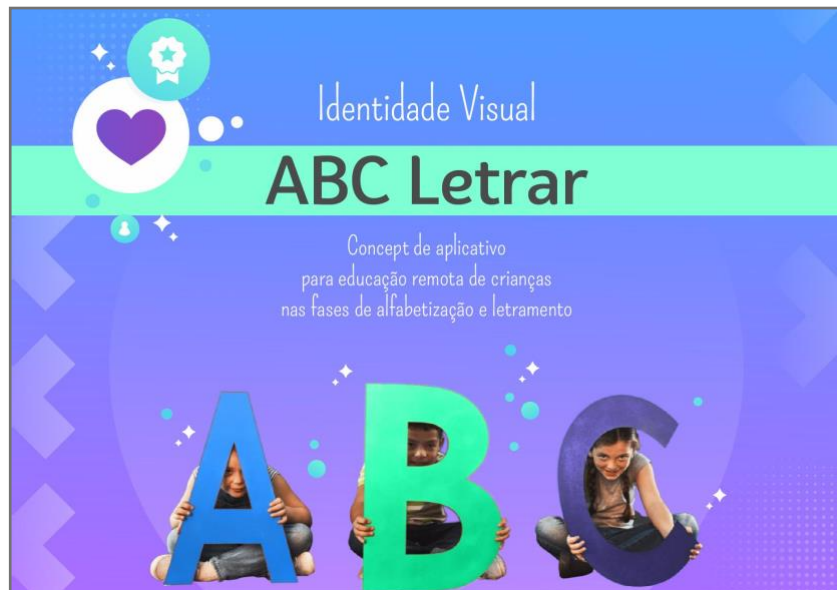 Identidade Visual
ABC Letrar
Concept de aplicativo
para educação remota de crianças
nas fases de alfabetização e letramento
A B C